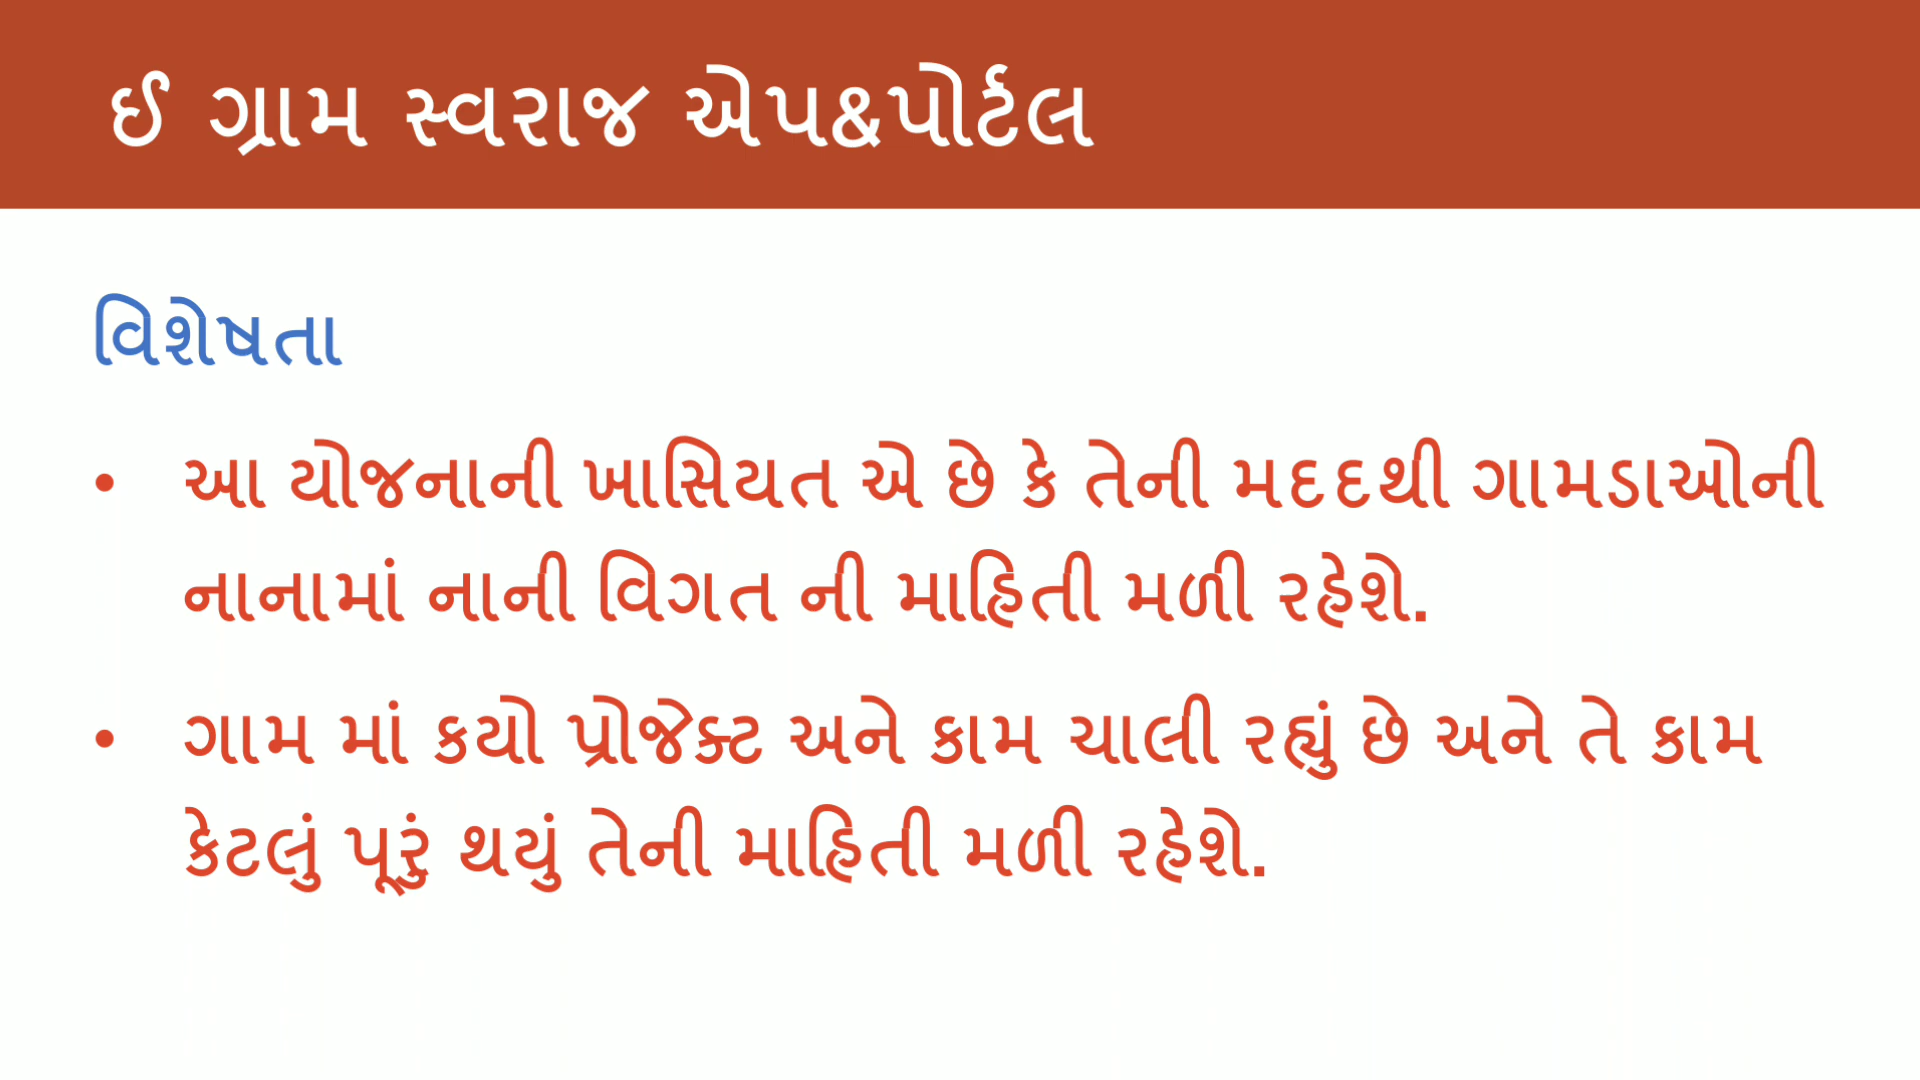 ઈ ગ્રામ સ્વરાજ એપ&પોર્ટલ
વિશેષતા
• આ યોજનાની ખાસિયત એ છે કે તેની મદદથી ગામડાઓની
નાનામાં નાની વિગત ની માહિતી મળી રહેશે.
• ગામ માં કયો પ્રોજેક્ટ અને કામ ચાલી રહ્યું છે અને તે કામ
કેટલું પૂરું થયું તેની માહિતી મળી રહેશે.